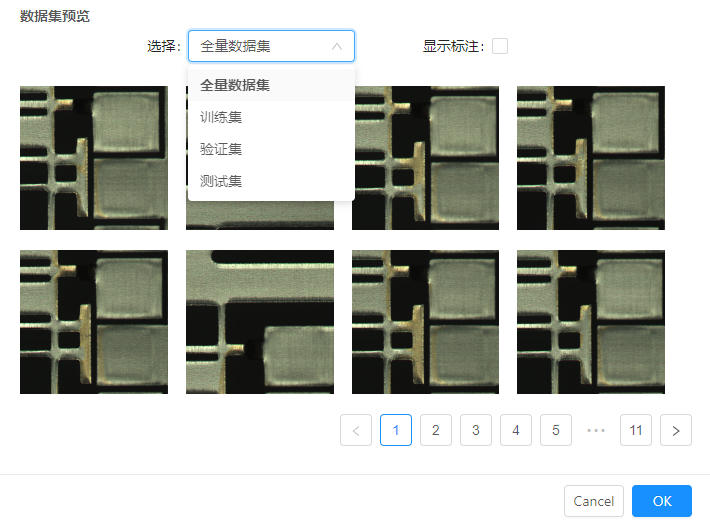 数据集预览
选择: 全量数据集 显示标注:
全量数据集
训练集
验证集
测试集
< 1 2 3 4 5 ••• 11 >
Cancel OK